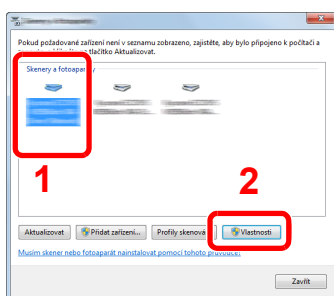 Pokud požadované zařízení není v seznamu zobrazeno, zajistěte, aby bylo připojeno k počítači a
tlačítko Aktualizovat.
Skenery a fotoaparáty
1
2
Aktualizovat
Přidat zařízení...
Profily skenová
Vlastnosti
Musím skener nebo fotoaparát nainstalovat pomocí tohoto průvodce!
Zavřít